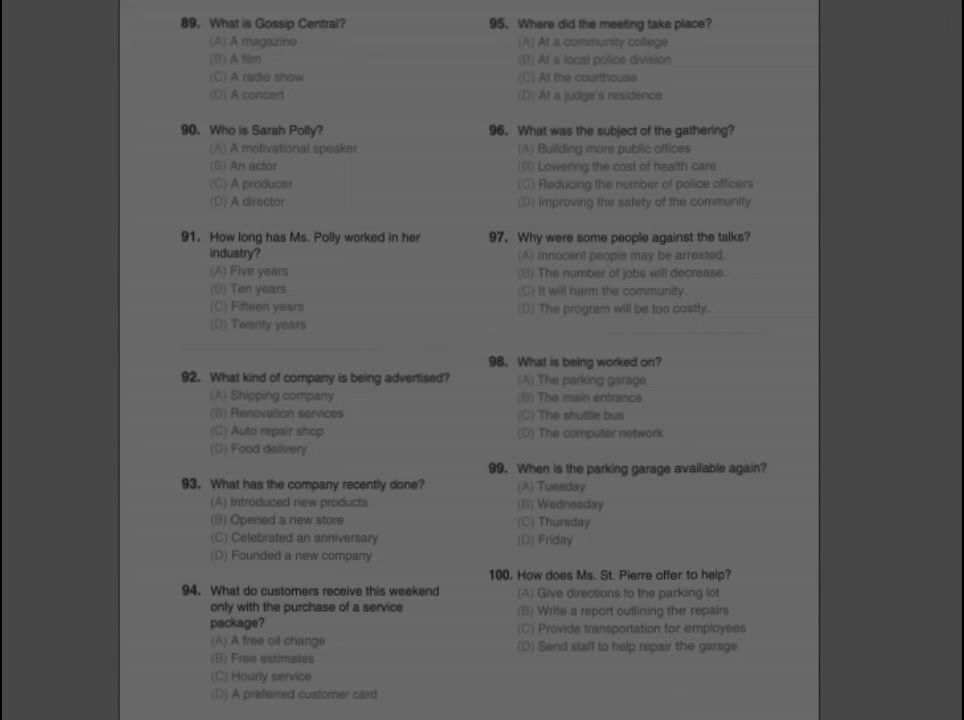 89. What is Gossip Central?
(A) A magazine
(B) A film
(C) A radio show
(D) A concert
90. Who is Sarah Polly?
(A) A motivational speaker
(B) An actor
(C) A producer
(D) A director
91. How long has Ms. Polly worked in her
industry?
(A) Five years
(B) Ten years
(C) Fifteen years
(D) Twenty years
92. What kind of company is being advertised?
(A) Shipping company
(B) Renovation services
(C) Auto repair shop
(D) Food delivery
93. What has the company recently done?
(A) Introduced new products
(B) Opened a new store
(C) Celebrated an anniversary
(D) Founded a new company
94. What do customers receive this weekend
only with the purchase of a service
package?
(A) A free oil change
(B) Free estimates
(C) Hourly service
(D) A preferred customer card
95. Where did the meeting take place?
(A) At a community college
(B) At a local police division
(C) At the courthouse
(D) At a judge's residence
96. What was the subject of the gathering?
(A) Building more public offices
(B) Lowering the cost of health care
(C) Reducing the number of police officers
(D) Improving the safety of the community
97. Why were some people against the talks?
(A) Innocent people may be arrested.
(B) The number of jobs will decrease.
(C) It will harm the community.
(D) The program will be too costly.
98. What is being worked on?
(A) The parking garage
(B) The main entrance
(C) The shuttle bus
(D) The computer network
99. When is the parking garage available again?
(A) Tuesday
(B) Wednesday
(C) Thursday
(D) Friday
100. How does Ms. St. Pierre offer to help?
(A) Give directions to the parking lot
(B) Write a report outlining the repairs
(C) Provide transportation for employees
(D) Send staff to help repair the garage